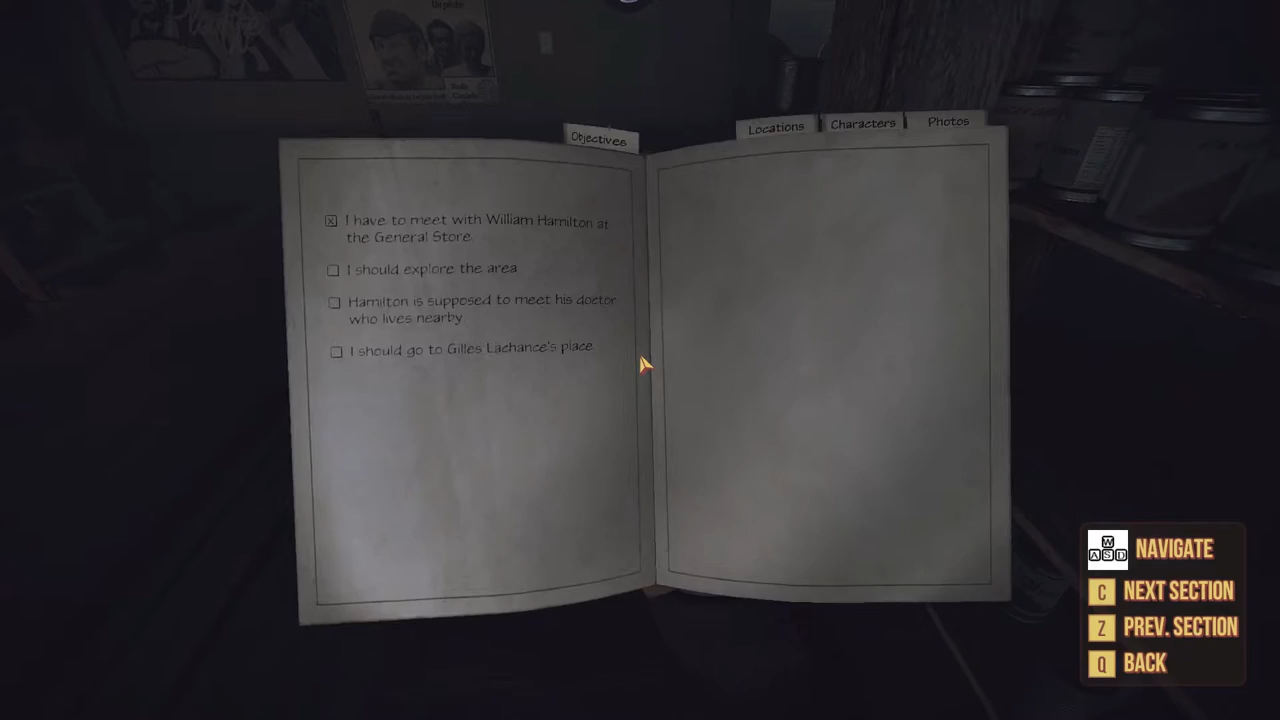 Objectives
Locations
Characters
Photos
I have to meet with William Hamilton at
the General Store.
I should explore the area
Hamilton is supposed to meet his doctor
who lives nearby
I should go to Gilles Lachance's place.
W
A S D
NAVIGATE
C NEXT SECTION
Z PREV. SECTION
Q BACK